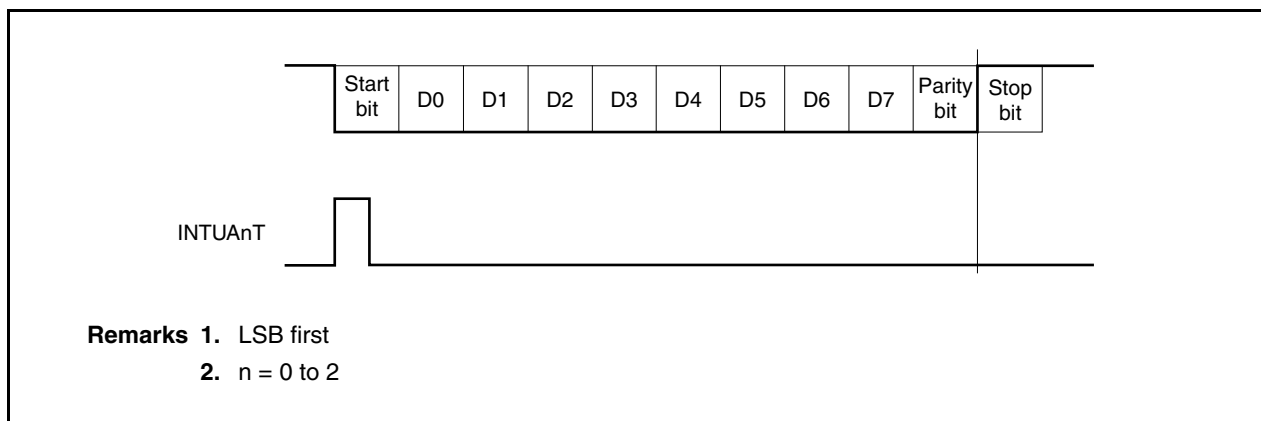 Start bit D0 D1 D2 D3 D4 D5 D6 D7 Parity bit Stop bit
INTUAnT
Remarks 1. LSB first
2. n = 0 to 2